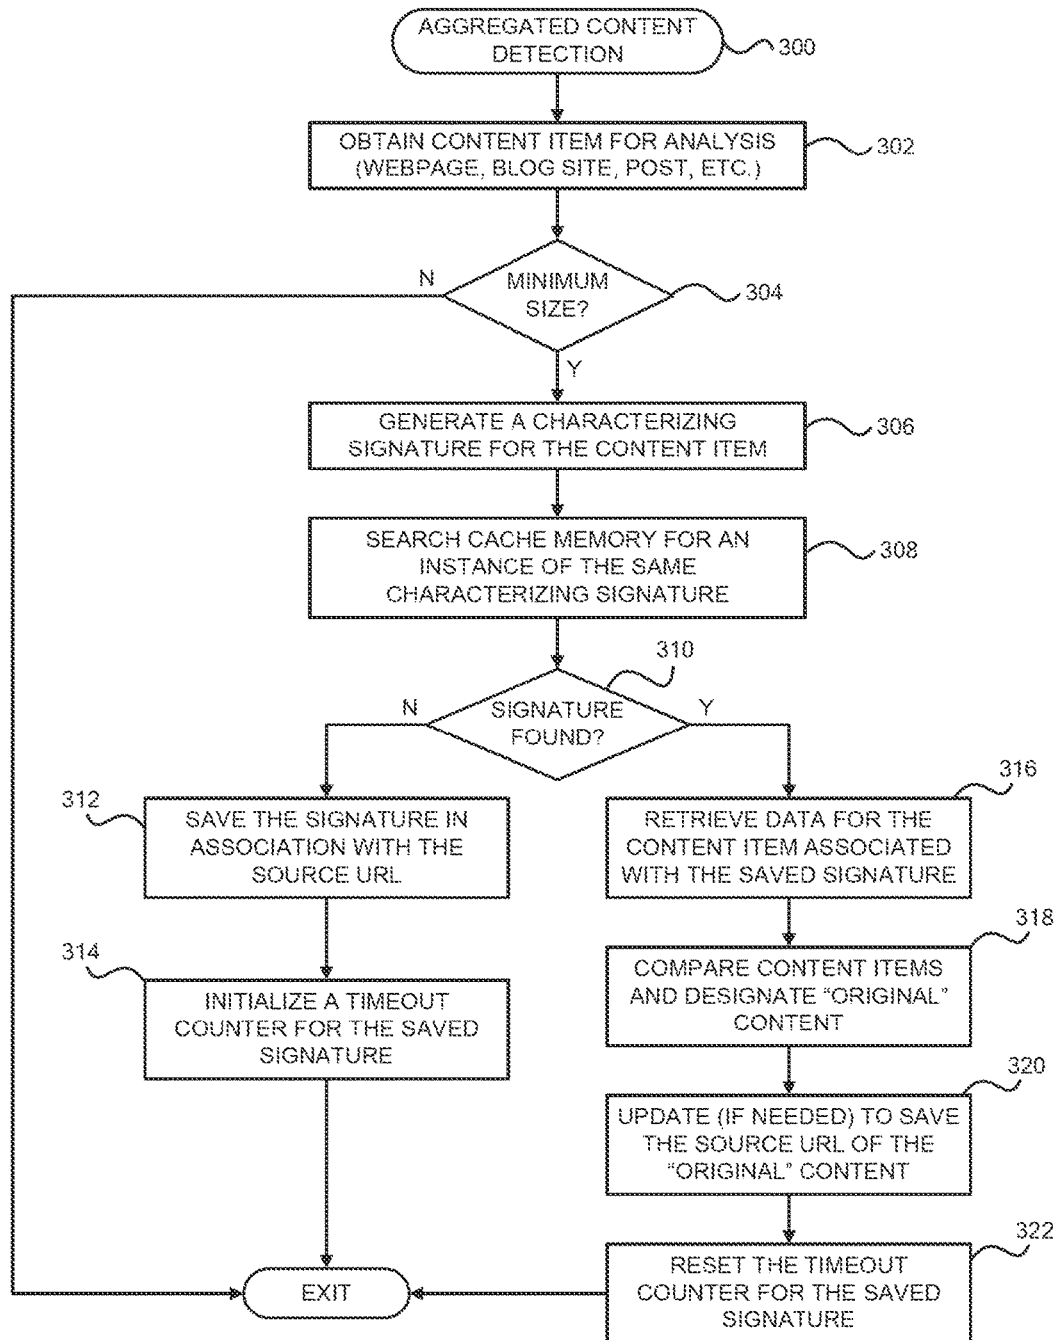 AGGREGATED CONTENT
DETECTION
300
OBTAIN CONTENT ITEM FOR ANALYSIS
(WEBPAGE, BLOG SITE, POST, ETC.)
302
N
MINIMUM
SIZE?
304
Y
GENERATE A CHARACTERIZING
SIGNATURE FOR THE CONTENT ITEM
306
SEARCH CACHE MEMORY FOR AN
INSTANCE OF THE SAME
CHARACTERIZING SIGNATURE
308
310
N
SIGNATURE
FOUND?
Y
312
SAVE THE SIGNATURE IN
ASSOCIATION WITH THE
SOURCE URL
316
RETRIEVE DATA FOR THE
CONTENT ITEM ASSOCIATED
WITH THE SAVED SIGNATURE
314
INITIALIZE A TIMEOUT
COUNTER FOR THE SAVED
SIGNATURE
318
COMPARE CONTENT ITEMS
AND DESIGNATE “ORIGINAL”
CONTENT
320
UPDATE (IF NEEDED) TO SAVE
THE SOURCE URL OF THE
“ORIGINAL” CONTENT
322
RESET THE TIMEOUT
COUNTER FOR THE SAVED
SIGNATURE
EXIT